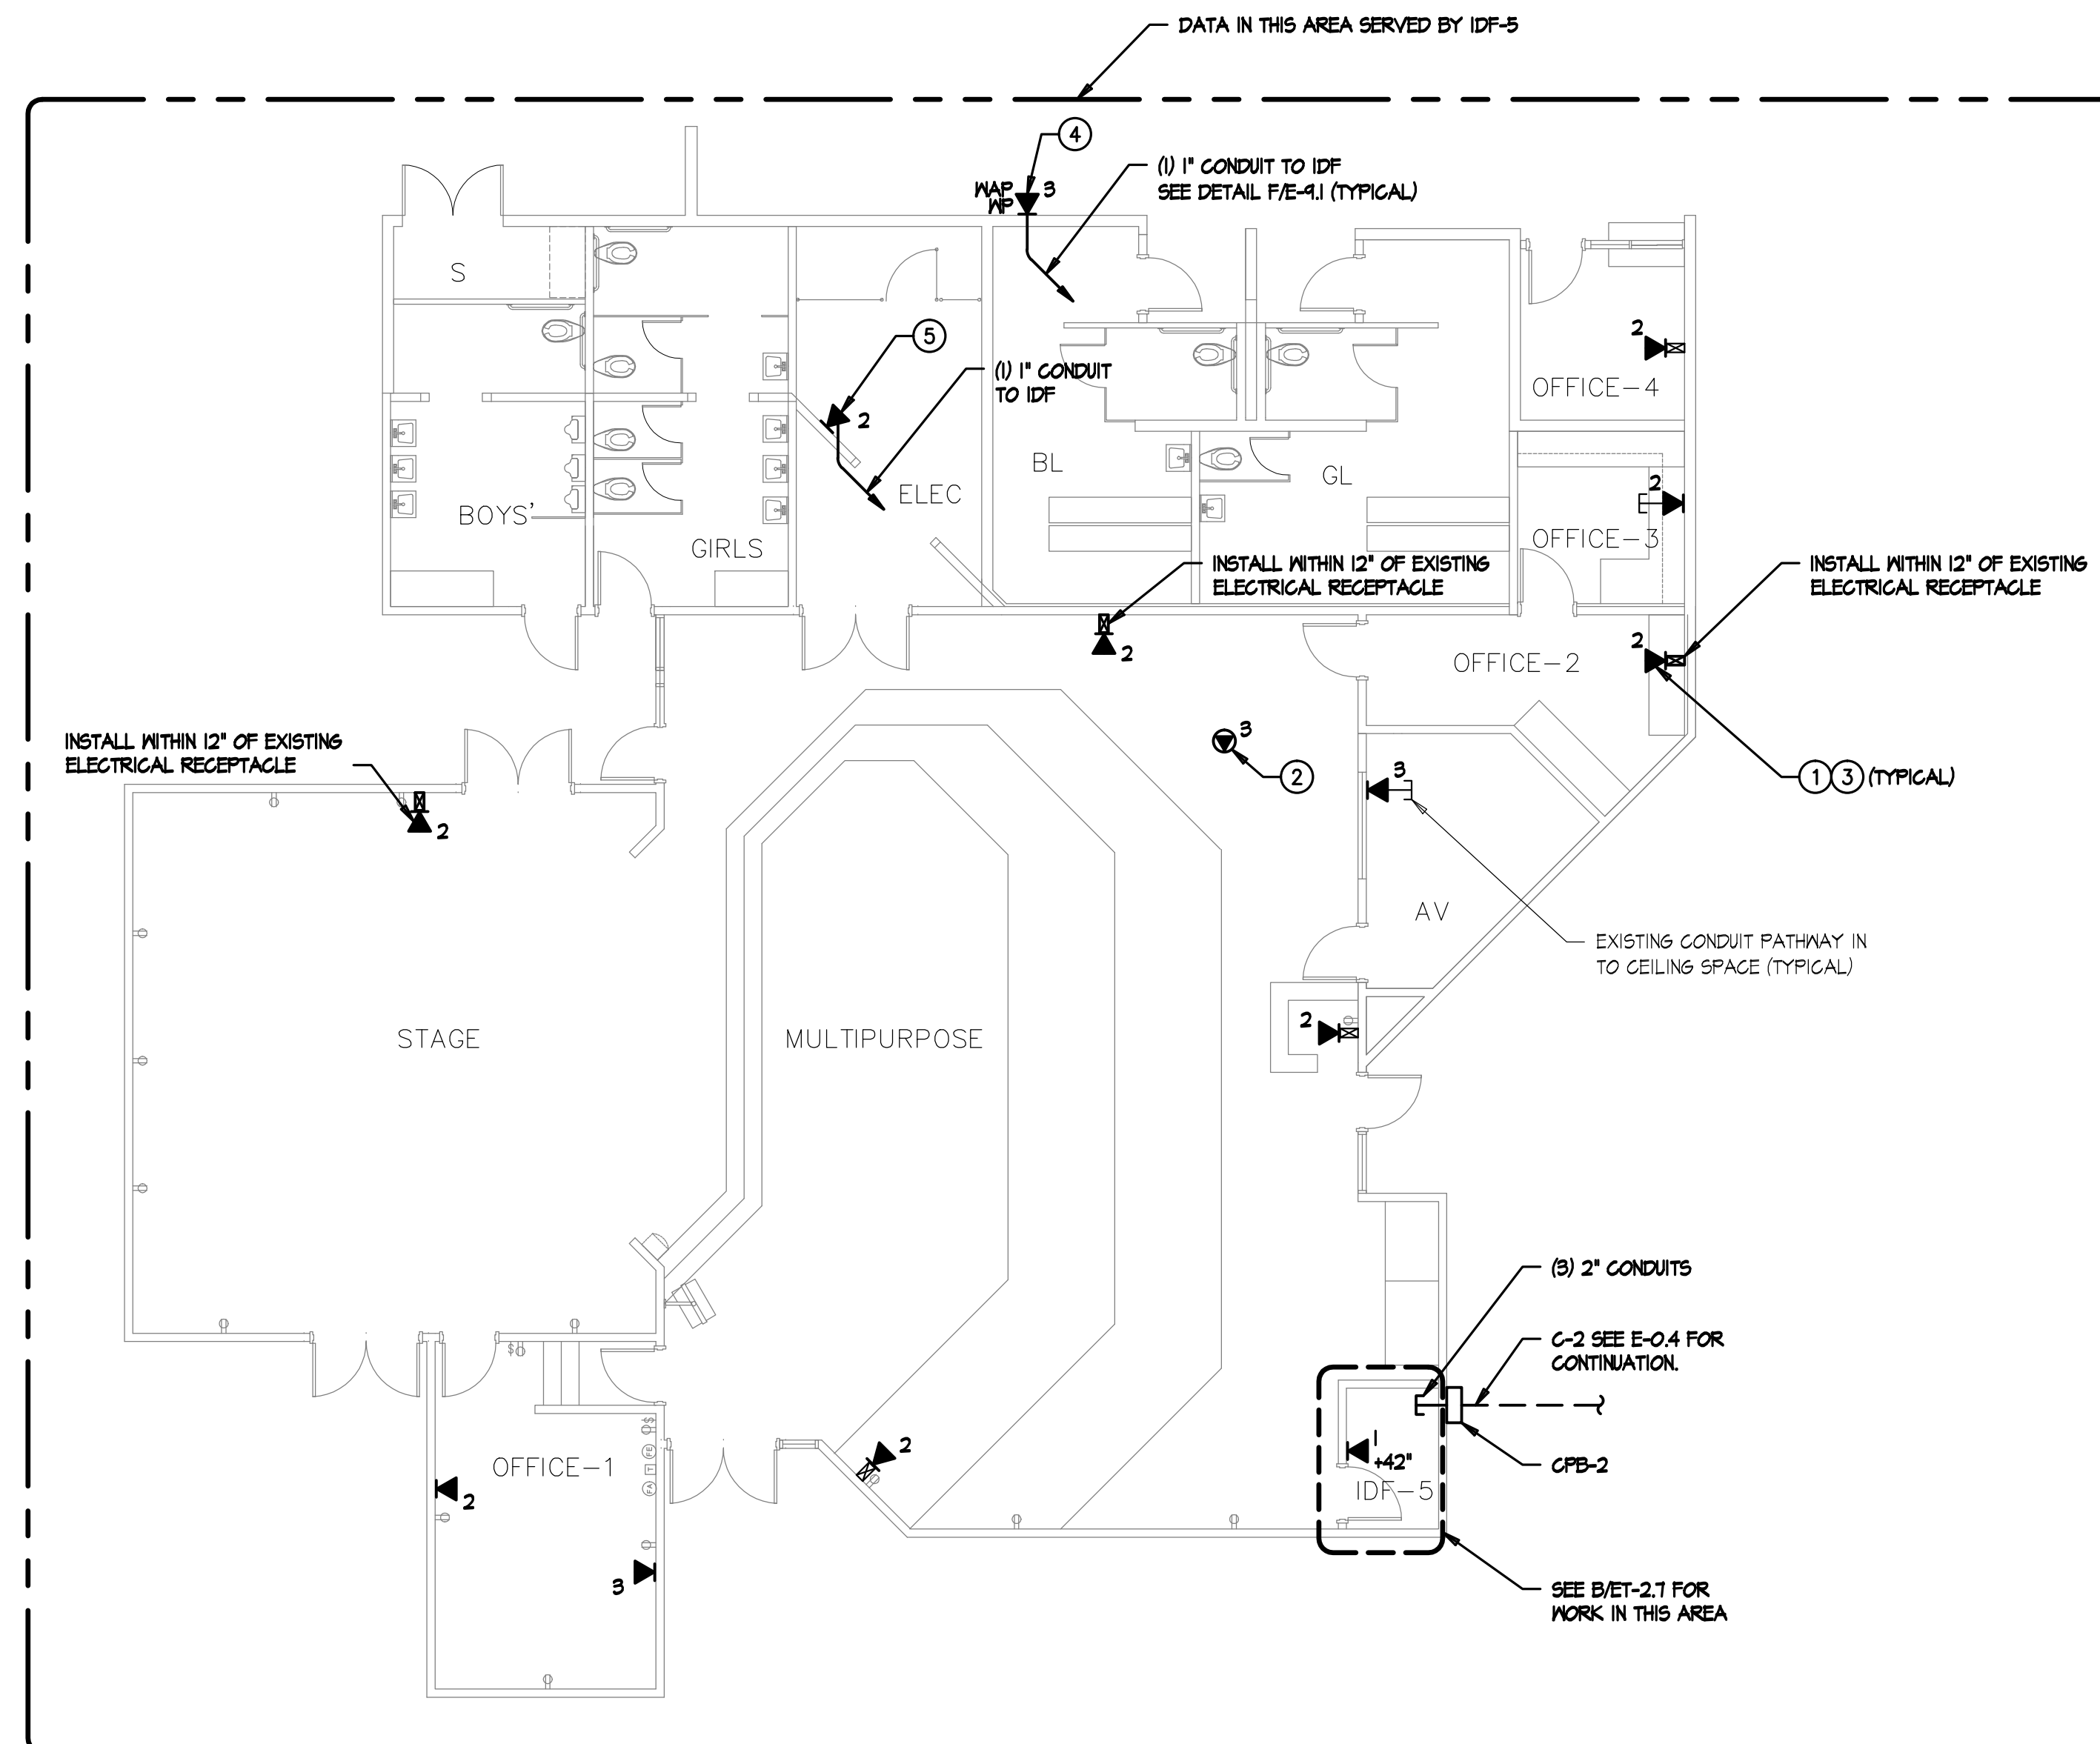 DATA IN THIS AREA SERVED BY IDF-5
4
(1) 1" CONDUIT TO IDF
SEE DETAIL F/E-9.1 (TYPICAL)
WAP
WP
3
S
5
(1) 1" CONDUIT
TO IDF
2
2
OFFICE-4
BL
GL
ELEC
BOYS'
GIRLS
2
OFFICE-3
INSTALL WITHIN 12" OF EXISTING
ELECTRICAL RECEPTACLE
2
INSTALL WITHIN 12" OF EXISTING
ELECTRICAL RECEPTACLE
2
OFFICE-2
INSTALL WITHIN 12" OF EXISTING
ELECTRICAL RECEPTACLE
2
3
2
3
1 3 (TYPICAL)
AV
EXISTING CONDUIT PATHWAY IN
TO CEILING SPACE (TYPICAL)
2
STAGE
MULTIPURPOSE
(3) 2" CONDUITS
C-2 SEE E-0.4 FOR
CONTINUATION.
CPB-2
$
$
FE
T
FA
OFFICE-1
2
3
2
1
+42"
IDF-5
SEE B/ET-2.7 FOR
WORK IN THIS AREA